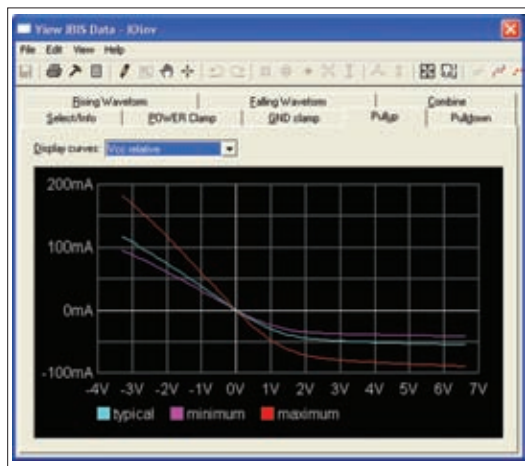 View IBIS Data - IOinv
File Edit View Help
Rising Waveform Falling Waveform Combine
Select/Info POWER Clamp GND clamp Pullup Pulldown
Display curves: Vcc relative
200mA
100mA
0mA
-100mA
-4V -3V -2V -1V 0V 1V 2V 3V 4V 5V 6V 7V
typical minimum maximum